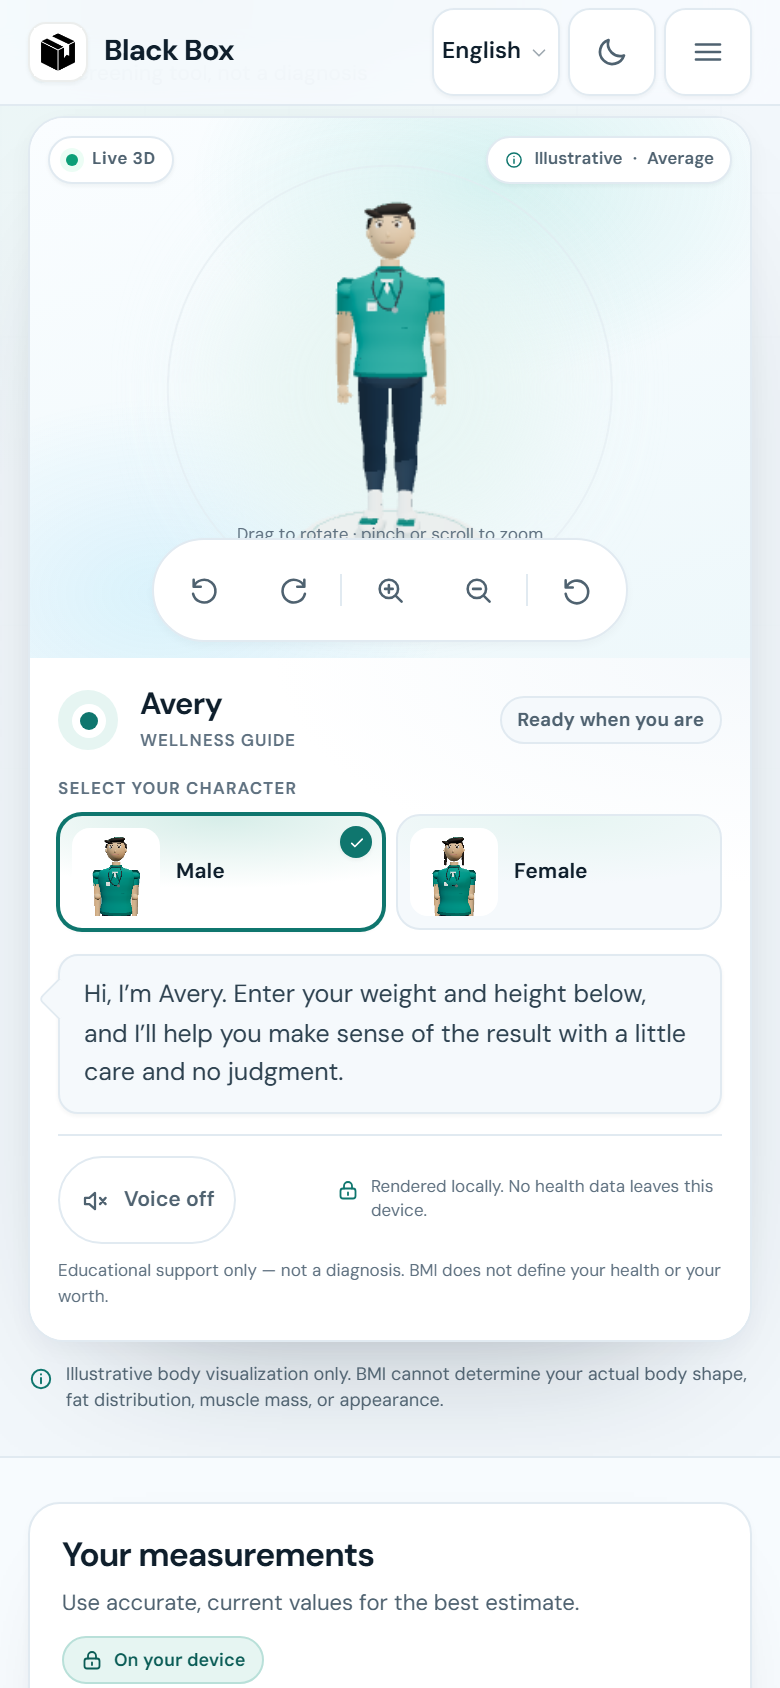 Black Box
English
Live 3D
Illustrative · Average
Drag to rotate · pinch or scroll to zoom
Avery
WELLNESS GUIDE
Ready when you are
SELECT YOUR CHARACTER
Male
Female
Hi, I’m Avery. Enter your weight and height below,
and I’ll help you make sense of the result with a little
care and no judgment.
Voice off
Rendered locally. No health data leaves this
device.
Educational support only — not a diagnosis. BMI does not define your health or your
worth.
Illustrative body visualization only. BMI cannot determine your actual body shape,
fat distribution, muscle mass, or appearance.
Your measurements
Use accurate, current values for the best estimate.
On your device